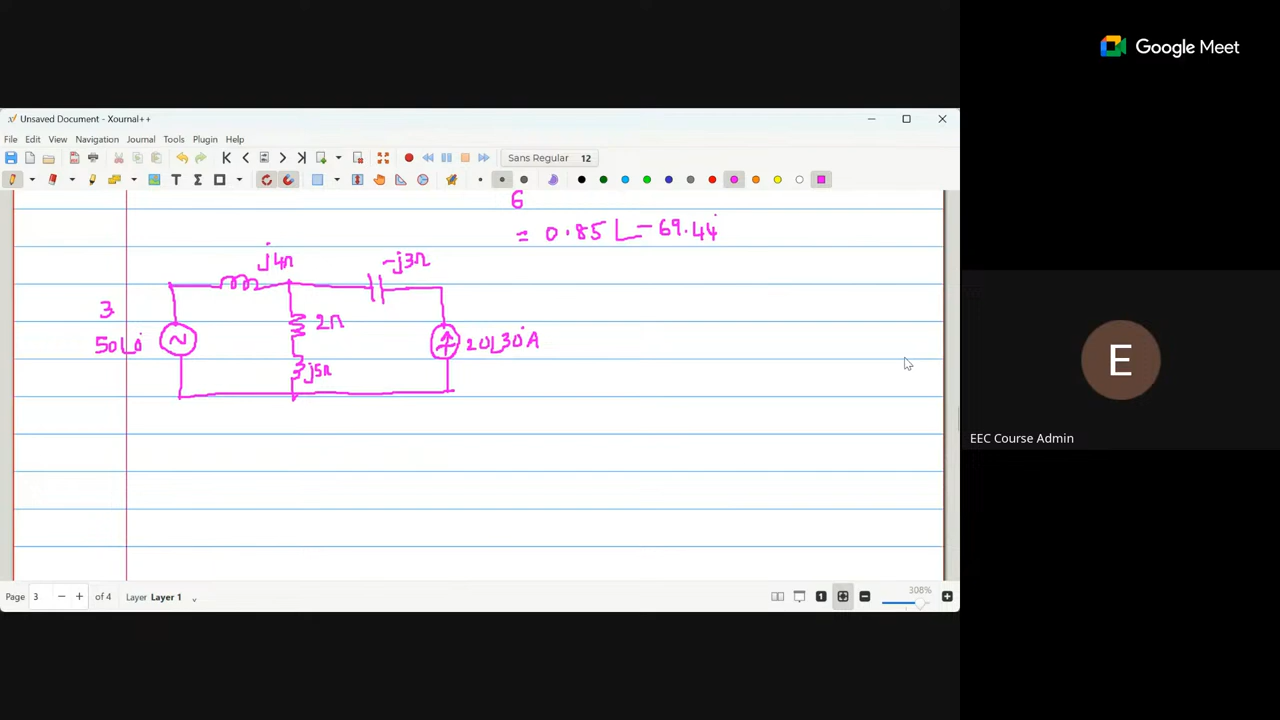 Google Meet
Unsaved Document - Xournal++
File Edit View Navigation Journal Tools Plugin Help
Sans Regular 12
6
= 0.85 ∟-69.44°
j4Ω -j3Ω
3
50∟0° 2Ω 20∟30°A
j5Ω
E
EEC Course Admin
Page 3 of 4 Layer Layer 1 308%